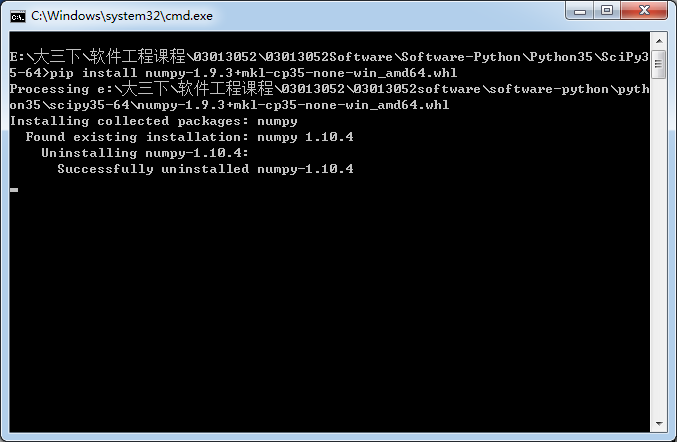 C:\Windows\system32\cmd.exe
E:\大三下\软件工程课程\03013052\03013052Software\Software-Python\Python35\SciPy3
5-64>pip install numpy-1.9.3+mkl-cp35-none-win_amd64.whl
Processing e:\大三下\软件工程课程\03013052\03013052software\software-python\pyth
on35\scipy35-64\numpy-1.9.3+mkl-cp35-none-win_amd64.whl
Installing collected packages: numpy
  Found existing installation: numpy 1.10.4
    Uninstalling numpy-1.10.4:
      Successfully uninstalled numpy-1.10.4